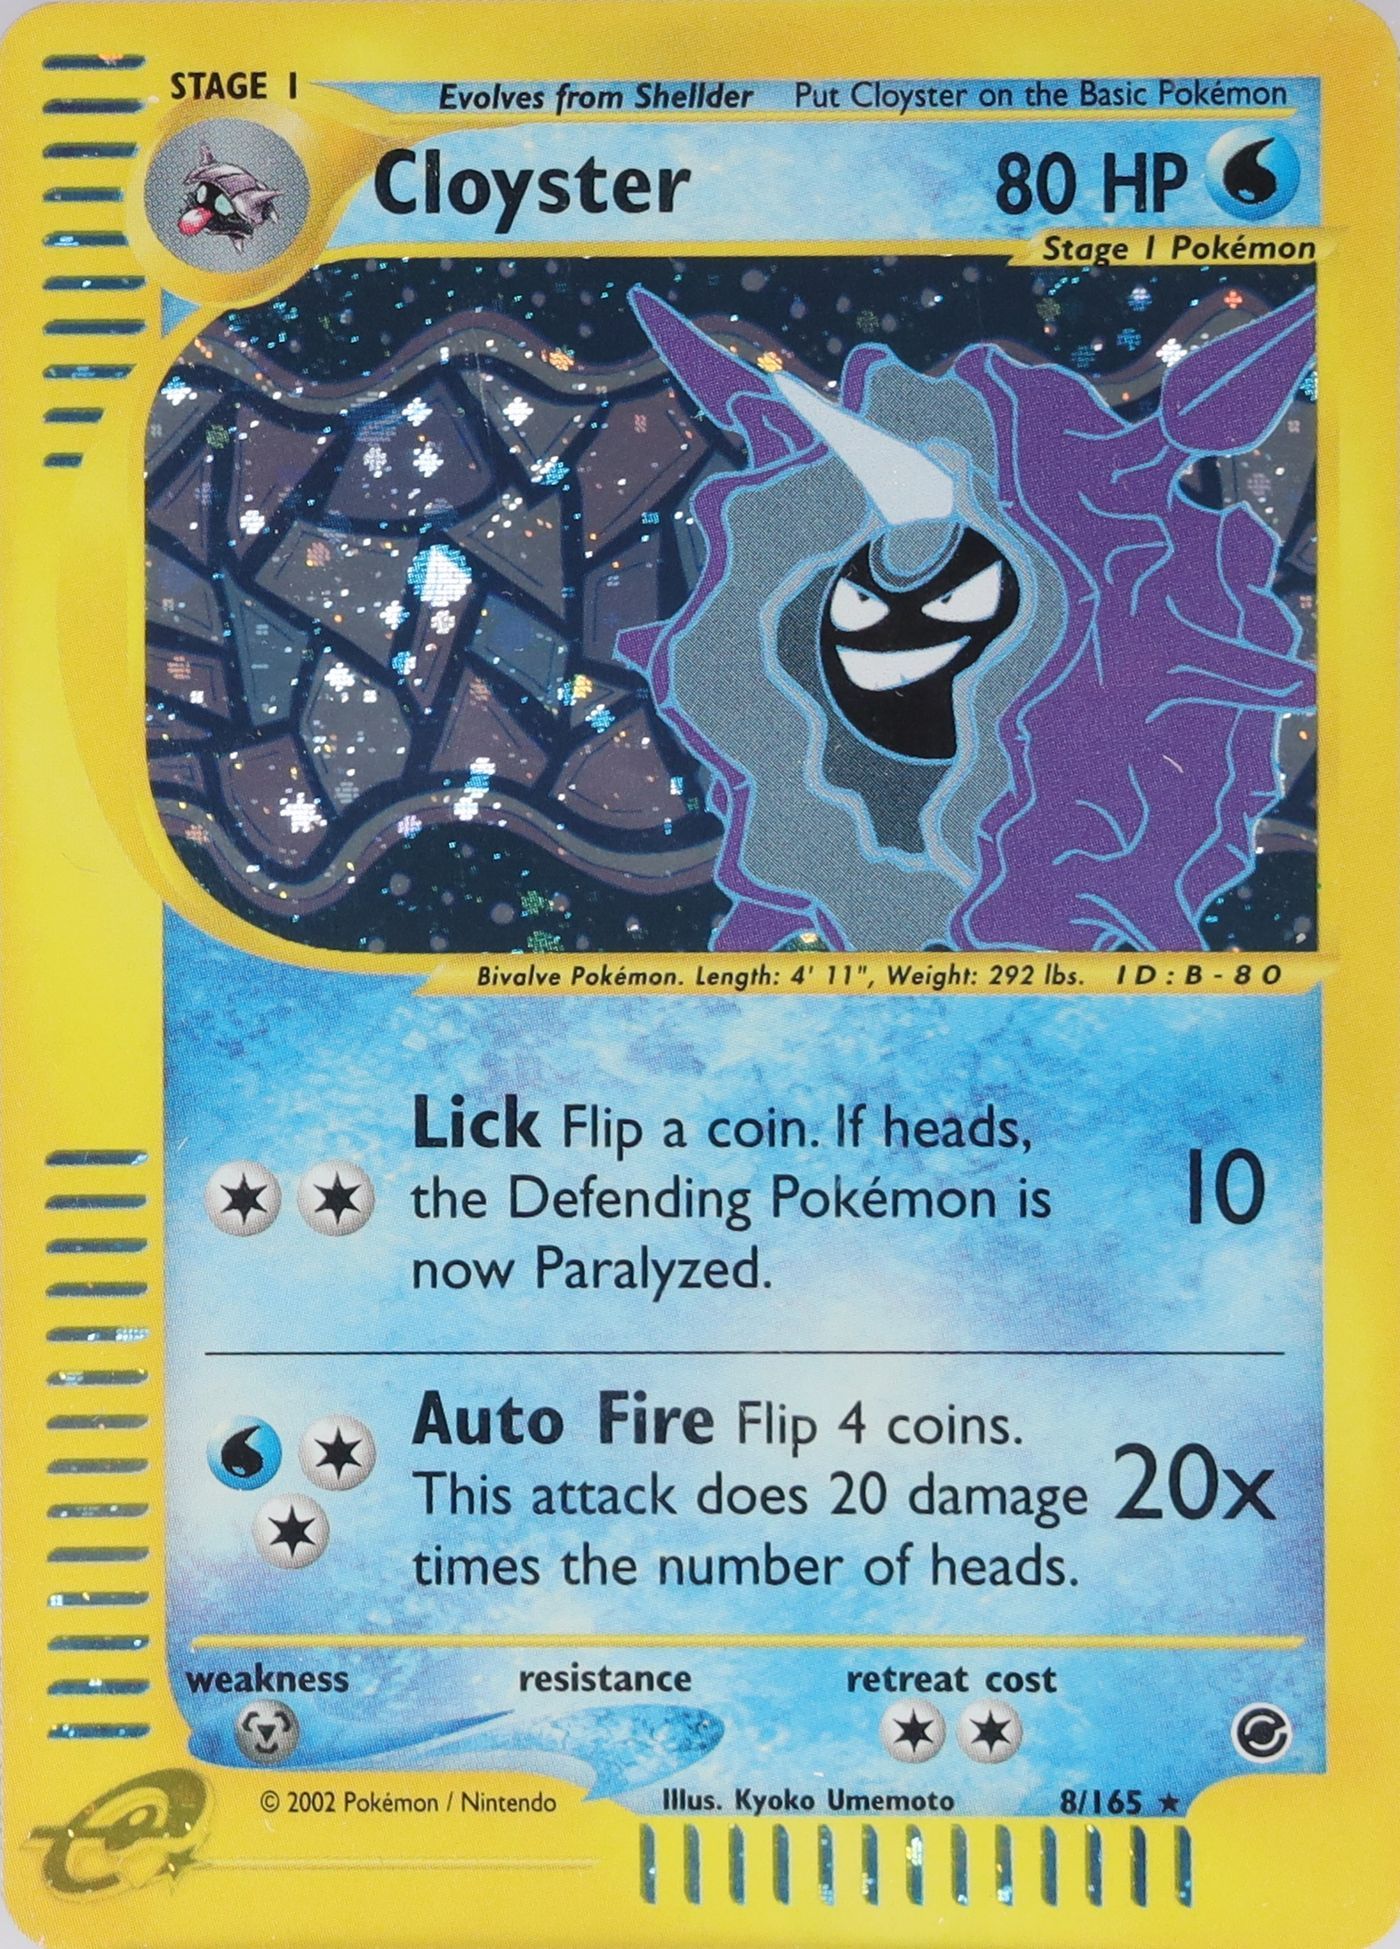 STAGE 1
Evolves from Shellder Put Cloyster on the Basic Pokémon
Cloyster 80 HP
Stage 1 Pokémon
Bivalve Pokémon. Length: 4' 11", Weight: 292 lbs. ID:B-80
Lick Flip a coin. If heads,
the Defending Pokémon is
now Paralyzed.
10
Auto Fire Flip 4 coins.
This attack does 20 damage
times the number of heads.
20x
weakness resistance retreat cost
© 2002 Pokémon / Nintendo Illus. Kyoko Umemoto 8/165 ★